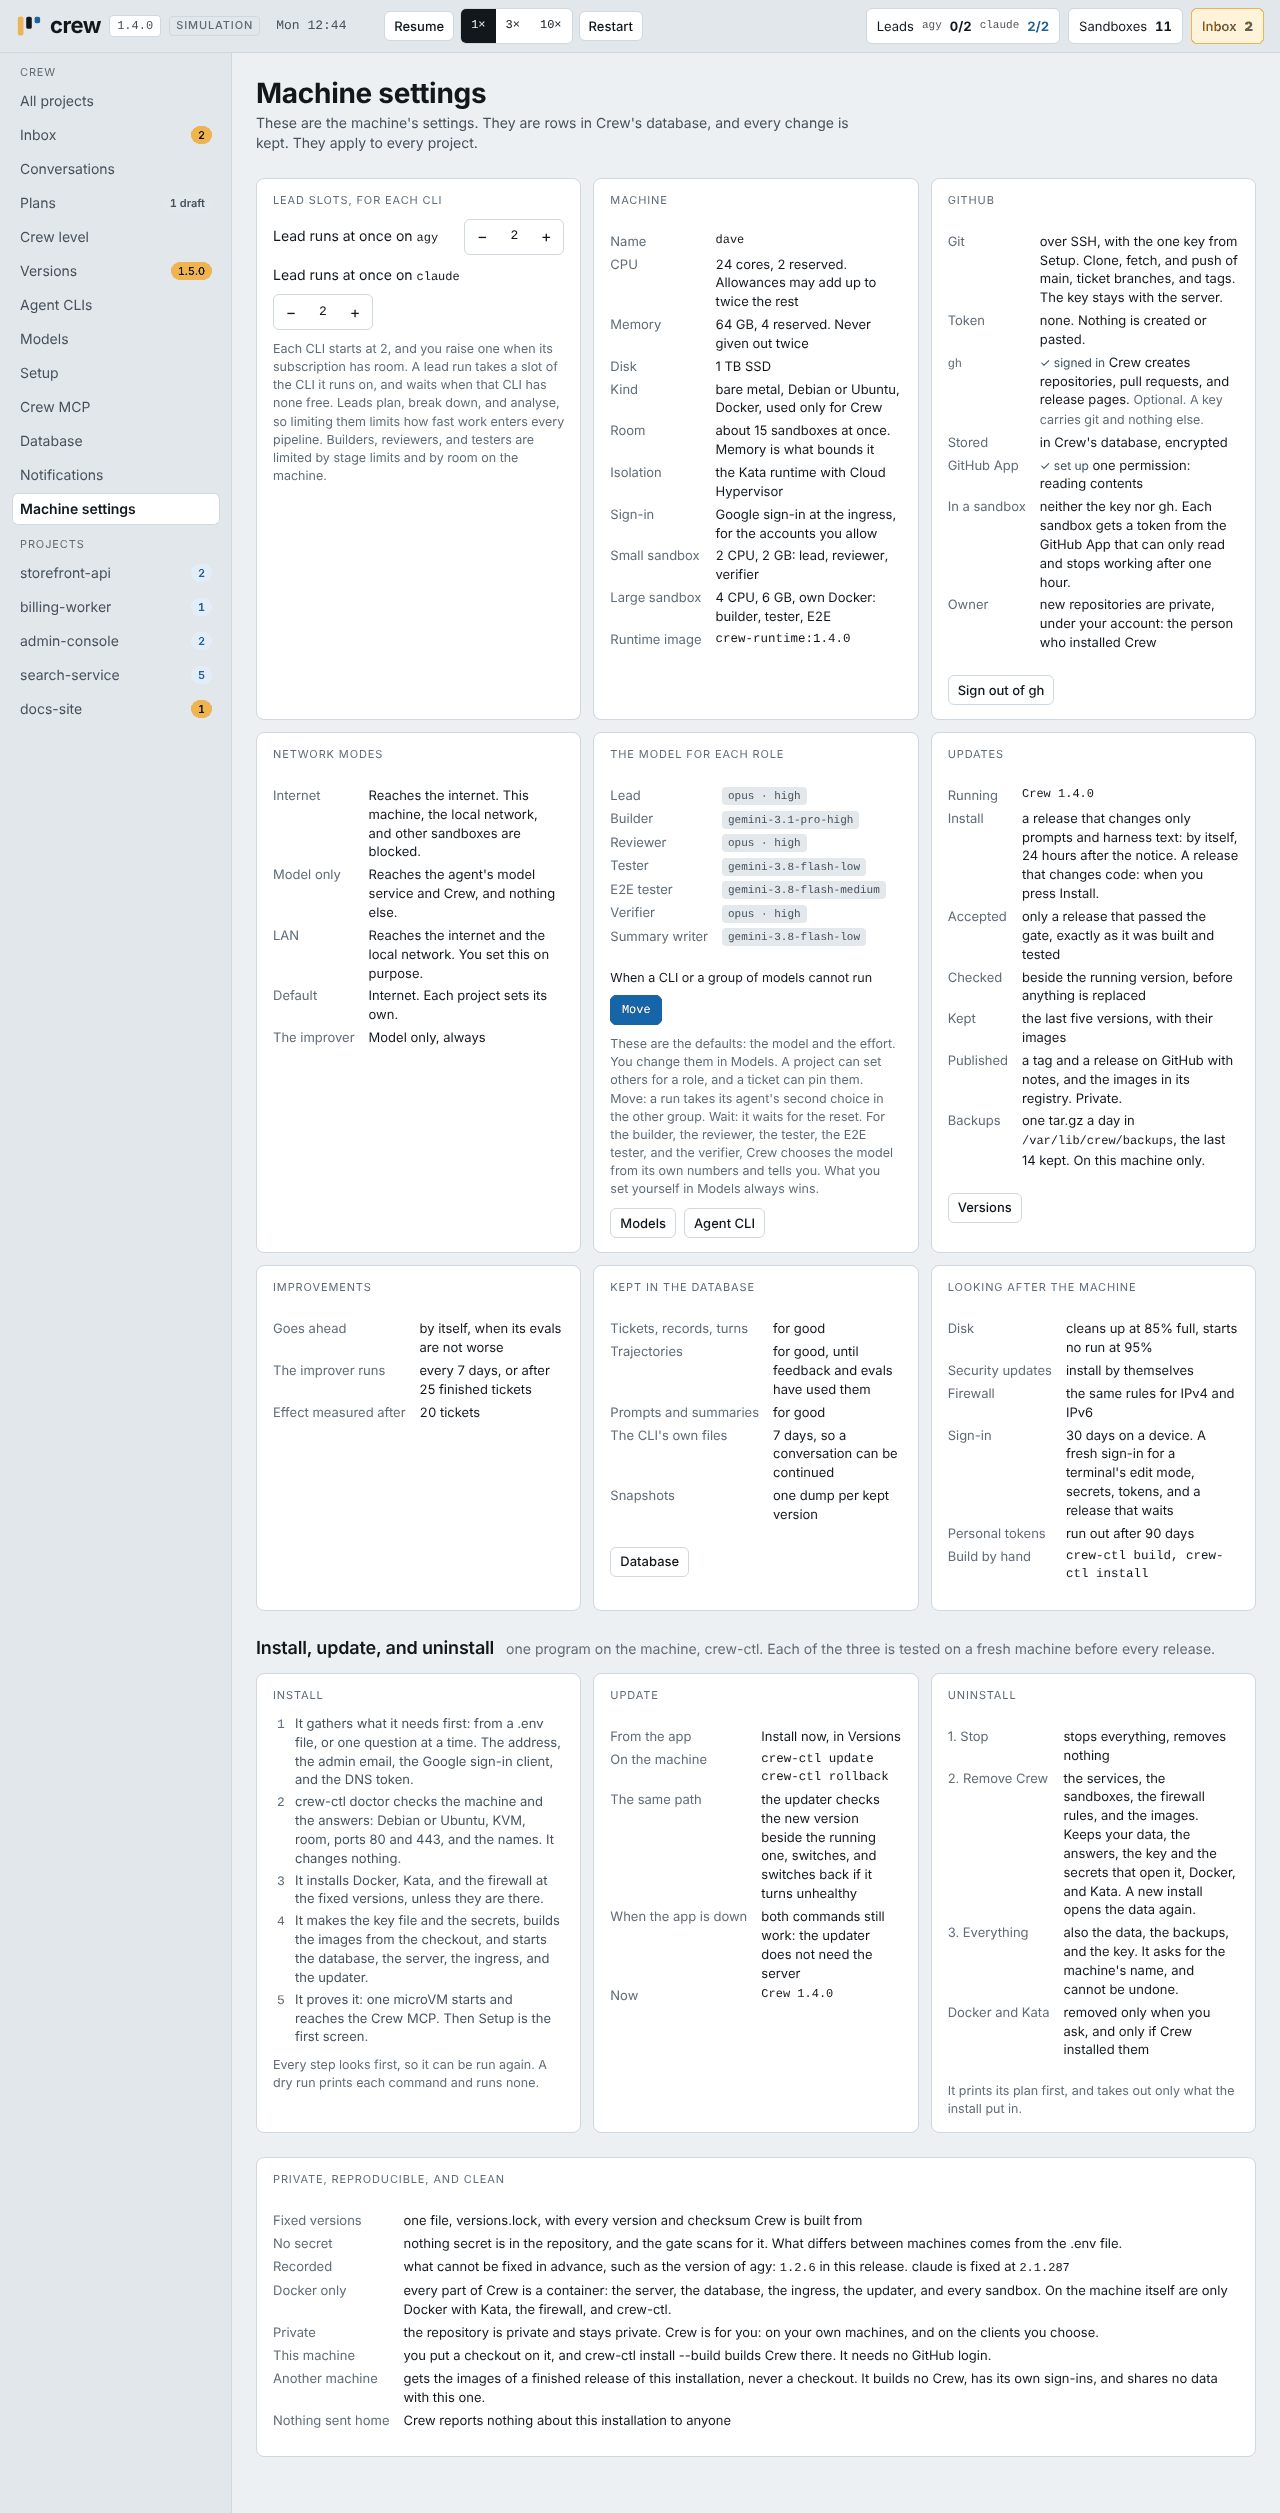 crew 1.4.0 SIMULATION Mon 12:44 Resume 1× 3× 10× Restart Leads agy 0/2 claude 2/2 Sandboxes 11 Inbox 2
CREW
All projects
Inbox 2
Conversations
Plans 1 draft
Crew level
Versions 1.5.0
Agent CLIs
Models
Setup
Crew MCP
Database
Notifications
Machine settings
PROJECTS
storefront-api 2
billing-worker 1
admin-console 2
search-service 5
docs-site 1
Machine settings
These are the machine's settings. They are rows in Crew's database, and every change is
kept. They apply to every project.
LEAD SLOTS, FOR EACH CLI
Lead runs at once on agy − 2 +
Lead runs at once on claude
− 2 +
Each CLI starts at 2, and you raise one when its
subscription has room. A lead run takes a slot of
the CLI it runs on, and waits when that CLI has
none free. Leads plan, break down, and analyse,
so limiting them limits how fast work enters every
pipeline. Builders, reviewers, and testers are
limited by stage limits and by room on the
machine.
MACHINE
Name dave
CPU 24 cores, 2 reserved.
Allowances may add up to
twice the rest
Memory 64 GB, 4 reserved. Never
given out twice
Disk 1 TB SSD
Kind bare metal, Debian or Ubuntu,
Docker, used only for Crew
Room about 15 sandboxes at once.
Memory is what bounds it
Isolation the Kata runtime with Cloud
Hypervisor
Sign-in Google sign-in at the ingress,
for the accounts you allow
Small sandbox 2 CPU, 2 GB: lead, reviewer,
verifier
Large sandbox 4 CPU, 6 GB, own Docker:
builder, tester, E2E
Runtime image crew-runtime:1.4.0
GITHUB
Git over SSH, with the one key from
Setup. Clone, fetch, and push of
main, ticket branches, and tags.
The key stays with the server.
Token none. Nothing is created or
pasted.
gh ✓ signed in Crew creates
repositories, pull requests, and
release pages. Optional. A key
carries git and nothing else.
Stored in Crew's database, encrypted
GitHub App ✓ set up one permission:
reading contents
In a sandbox neither the key nor gh. Each
sandbox gets a token from the
GitHub App that can only read
and stops working after one
hour.
Owner new repositories are private,
under your account: the person
who installed Crew
Sign out of gh
NETWORK MODES
Internet Reaches the internet. This
machine, the local network,
and other sandboxes are
blocked.
Model only Reaches the agent's model
service and Crew, and nothing
else.
LAN Reaches the internet and the
local network. You set this on
purpose.
Default Internet. Each project sets its
own.
The improver Model only, always
THE MODEL FOR EACH ROLE
Lead opus · high
Builder gemini-3.1-pro-high
Reviewer opus · high
Tester gemini-3.8-flash-low
E2E tester gemini-3.8-flash-medium
Verifier opus · high
Summary writer gemini-3.8-flash-low
When a CLI or a group of models cannot run
Move
These are the defaults: the model and the effort.
You change them in Models. A project can set
others for a role, and a ticket can pin them.
Move: a run takes its agent's second choice in
the other group. Wait: it waits for the reset. For
the builder, the reviewer, the tester, the E2E
tester, and the verifier, Crew chooses the model
from its own numbers and tells you. What you
set yourself in Models always wins.
Models Agent CLI
UPDATES
Running Crew 1.4.0
Install a release that changes only
prompts and harness text: by itself,
24 hours after the notice. A release
that changes code: when you
press Install.
Accepted only a release that passed the
gate, exactly as it was built and
tested
Checked beside the running version, before
anything is replaced
Kept the last five versions, with their
images
Published a tag and a release on GitHub with
notes, and the images in its
registry. Private.
Backups one tar.gz a day in
/var/lib/crew/backups, the last
14 kept. On this machine only.
Versions
IMPROVEMENTS
Goes ahead by itself, when its evals
are not worse
The improver runs every 7 days, or after
25 finished tickets
Effect measured after 20 tickets
KEPT IN THE DATABASE
Tickets, records, turns for good
Trajectories for good, until
feedback and evals
have used them
Prompts and summaries for good
The CLI's own files 7 days, so a
conversation can be
continued
Snapshots one dump per kept
version
Database
LOOKING AFTER THE MACHINE
Disk cleans up at 85% full, starts
no run at 95%
Security updates install by themselves
Firewall the same rules for IPv4 and
IPv6
Sign-in 30 days on a device. A
fresh sign-in for a
terminal's edit mode,
secrets, tokens, and a
release that waits
Personal tokens run out after 90 days
Build by hand crew-ctl build, crew-
ctl install
Install, update, and uninstall one program on the machine, crew-ctl. Each of the three is tested on a fresh machine before every release.
INSTALL
1 It gathers what it needs first: from a .env
file, or one question at a time. The address,
the admin email, the Google sign-in client,
and the DNS token.
2 crew-ctl doctor checks the machine and
the answers: Debian or Ubuntu, KVM,
room, ports 80 and 443, and the names. It
changes nothing.
3 It installs Docker, Kata, and the firewall at
the fixed versions, unless they are there.
4 It makes the key file and the secrets, builds
the images from the checkout, and starts
the database, the server, the ingress, and
the updater.
5 It proves it: one microVM starts and
reaches the Crew MCP. Then Setup is the
first screen.
Every step looks first, so it can be run again. A
dry run prints each command and runs none.
UPDATE
From the app Install now, in Versions
On the machine crew-ctl update
crew-ctl rollback
The same path the updater checks
the new version
beside the running
one, switches, and
switches back if it
turns unhealthy
When the app is down both commands still
work: the updater
does not need the
server
Now Crew 1.4.0
UNINSTALL
1. Stop stops everything, removes
nothing
2. Remove Crew the services, the
sandboxes, the firewall
rules, and the images.
Keeps your data, the
answers, the key and the
secrets that open it, Docker,
and Kata. A new install
opens the data again.
3. Everything also the data, the backups,
and the key. It asks for the
machine's name, and
cannot be undone.
Docker and Kata removed only when you
ask, and only if Crew
installed them
It prints its plan first, and takes out only what the
install put in.
PRIVATE, REPRODUCIBLE, AND CLEAN
Fixed versions one file, versions.lock, with every version and checksum Crew is built from
No secret nothing secret is in the repository, and the gate scans for it. What differs between machines comes from the .env file.
Recorded what cannot be fixed in advance, such as the version of agy: 1.2.6 in this release. claude is fixed at 2.1.287
Docker only every part of Crew is a container: the server, the database, the ingress, the updater, and every sandbox. On the machine itself are only
Docker with Kata, the firewall, and crew-ctl.
Private the repository is private and stays private. Crew is for you: on your own machines, and on the clients you choose.
This machine you put a checkout on it, and crew-ctl install --build builds Crew there. It needs no GitHub login.
Another machine gets the images of a finished release of this installation, never a checkout. It builds no Crew, has its own sign-ins, and shares no data
with this one.
Nothing sent home Crew reports nothing about this installation to anyone